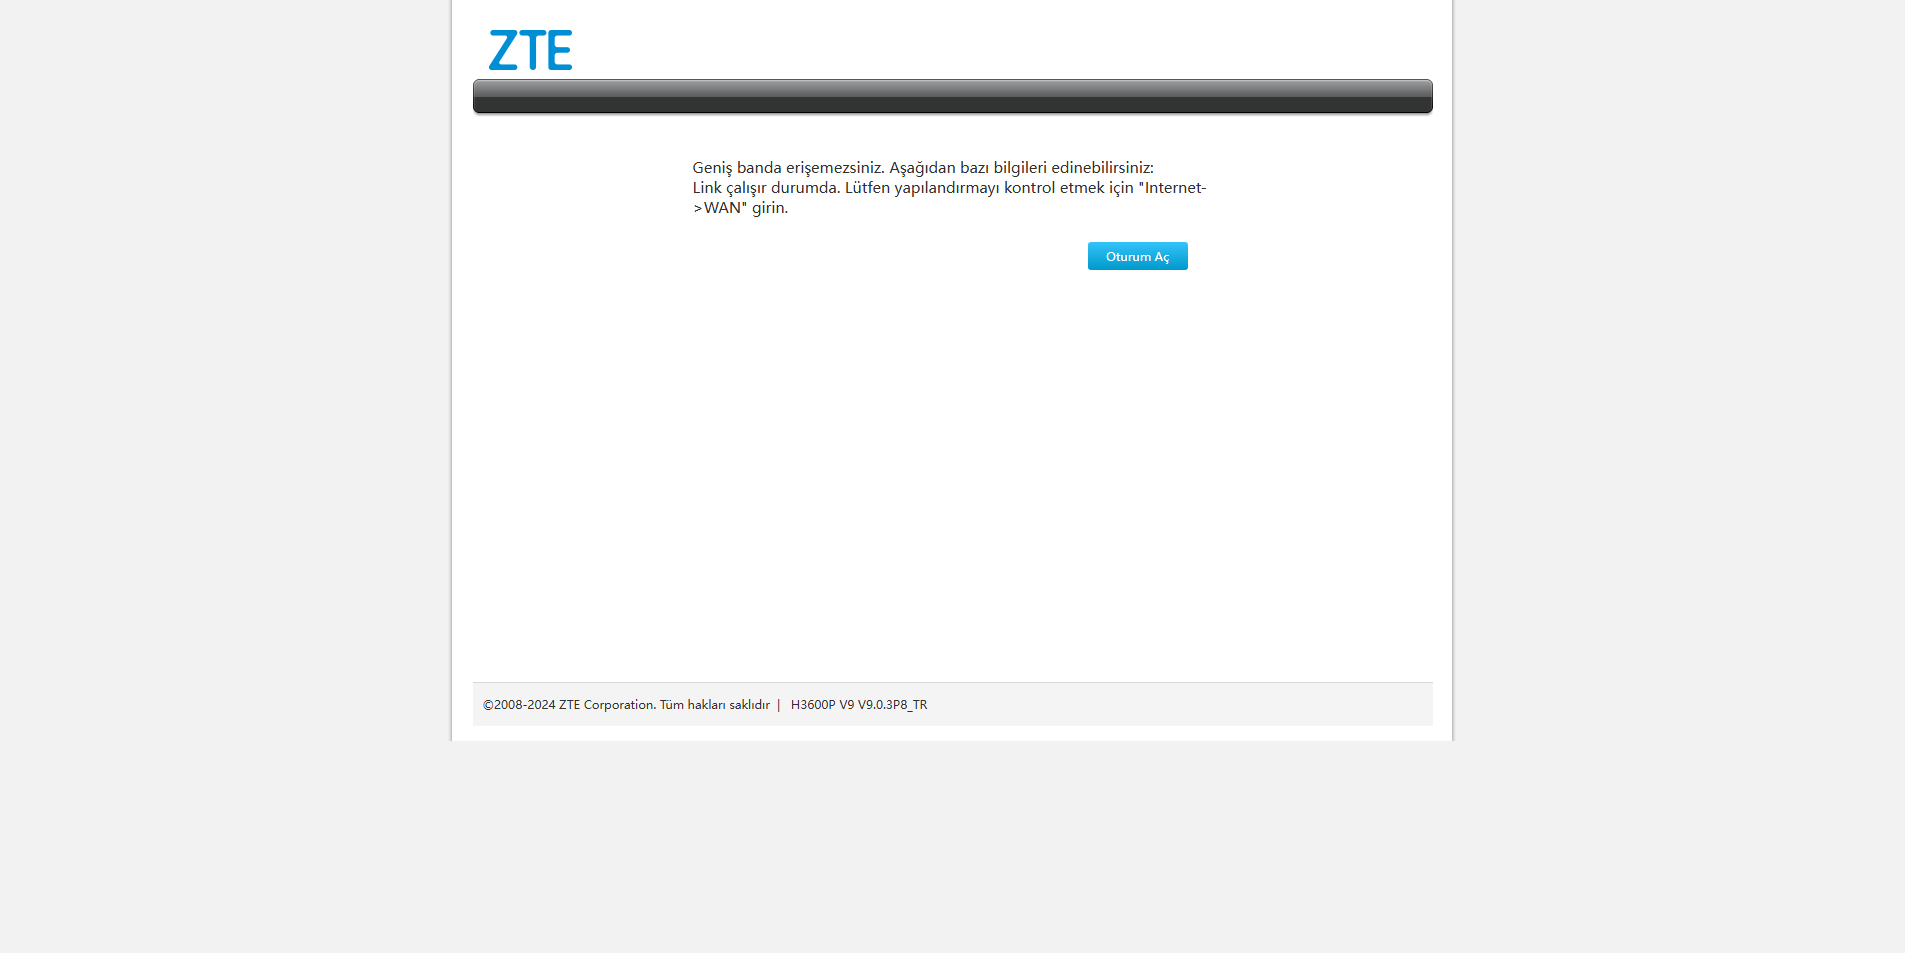 ZTE
Geniş banda erişemezsiniz. Aşağıdan bazı bilgileri edinebilirsiniz:
Link çalışır durumda. Lütfen yapılandırmayı kontrol etmek için "Internet-
>WAN" girin.
Oturum Aç
©2008-2024 ZTE Corporation. Tüm hakları saklıdır | H3600P V9 V9.0.3P8_TR